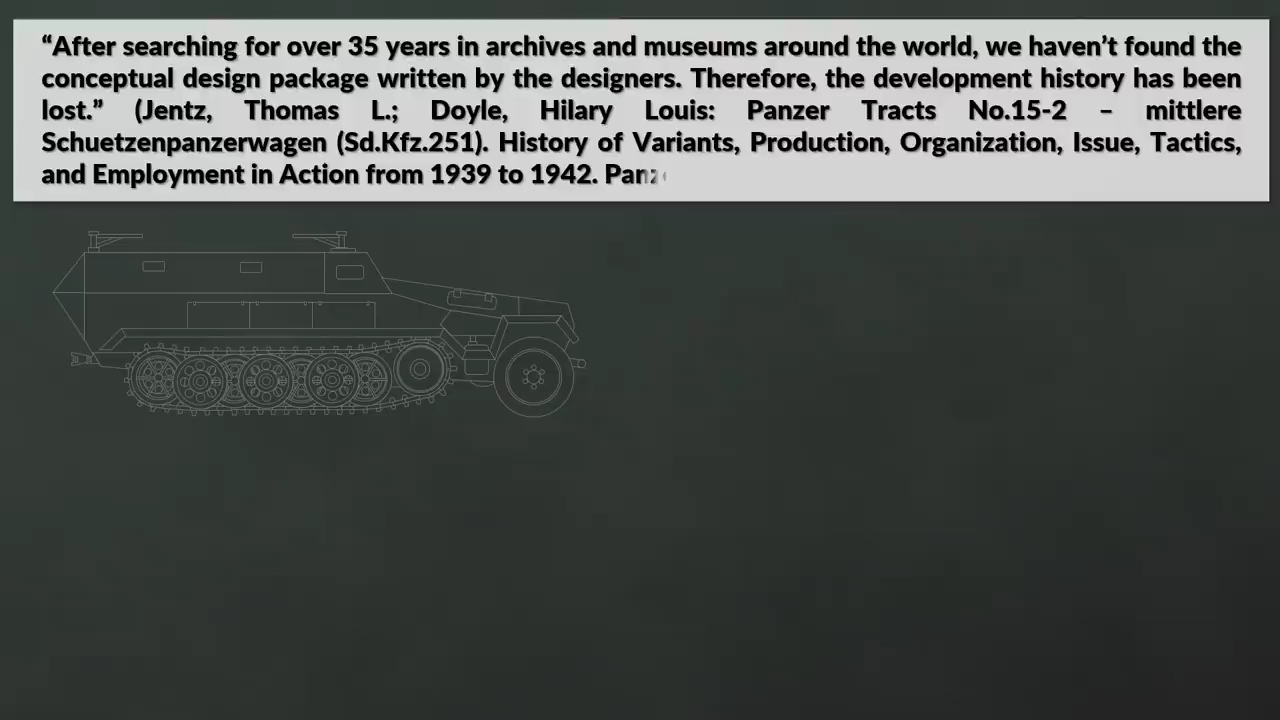 “After searching for over 35 years in archives and museums around the world, we haven’t found the
conceptual design package written by the designers. Therefore, the development history has been
lost.” (Jentz, Thomas L.; Doyle, Hilary Louis: Panzer Tracts No.15-2 – mittlere
Schuetzenpanzerwagen (Sd.Kfz.251). History of Variants, Production, Organization, Issue, Tactics,
and Employment in Action from 1939 to 1942.